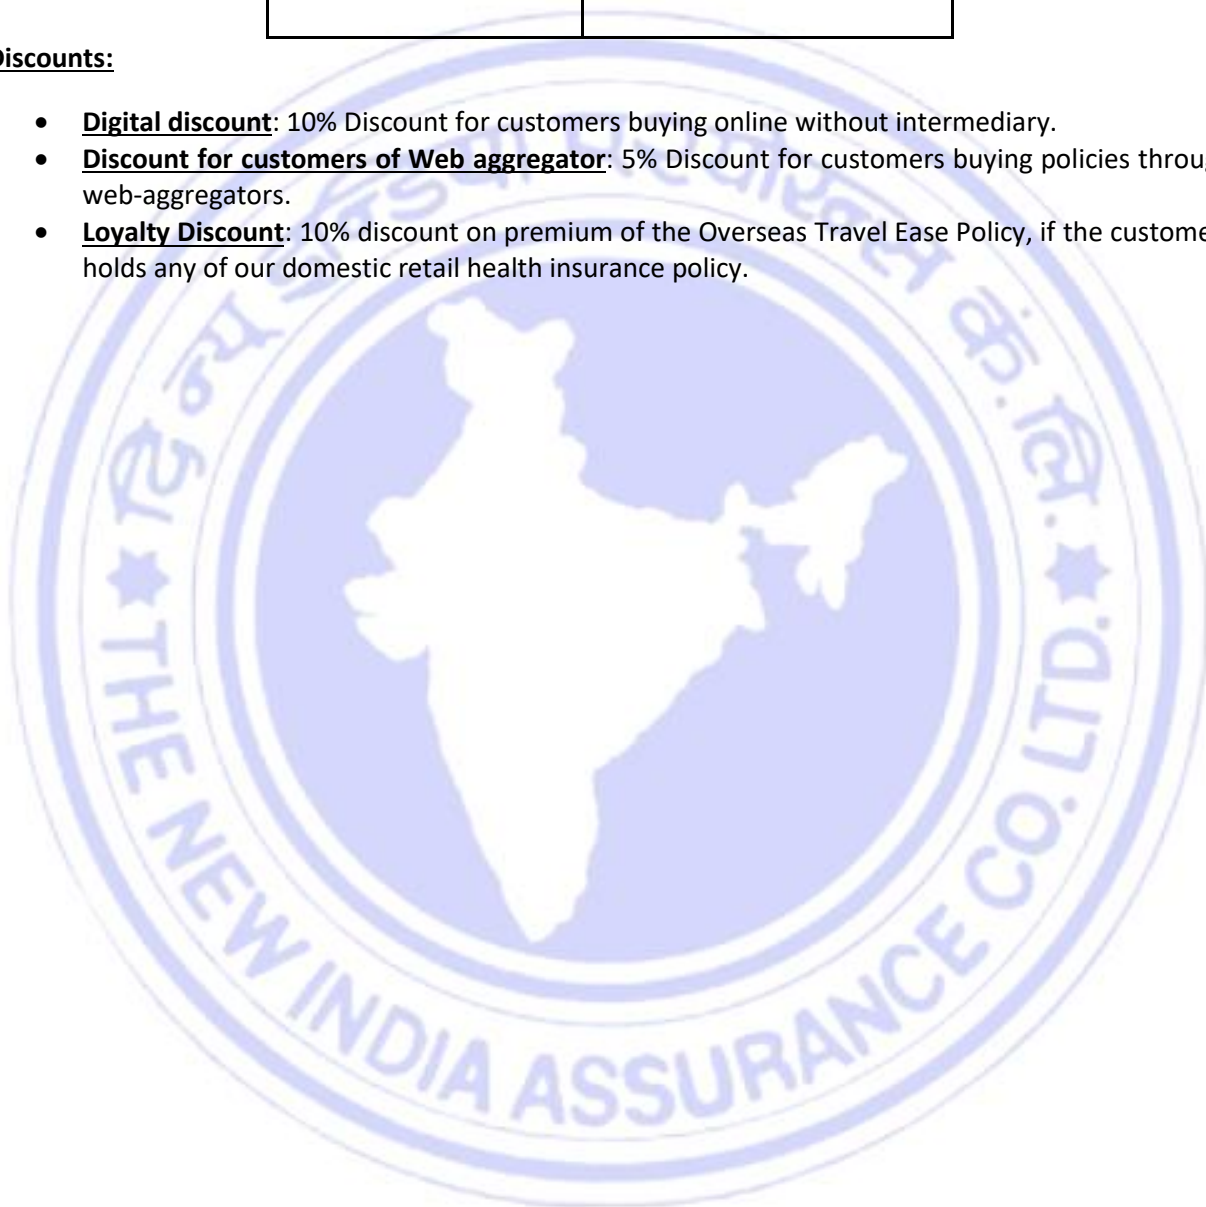 Discounts:
• Digital discount: 10% Discount for customers buying online without intermediary.
• Discount for customers of Web aggregator: 5% Discount for customers buying policies throug
web-aggregators.
• Loyalty Discount: 10% discount on premium of the Overseas Travel Ease Policy, if the custome
holds any of our domestic retail health insurance policy.
दि न्यू इन्डिया एश्योरेन्स कं. लि.
THE NEW INDIA ASSURANCE CO. LTD.